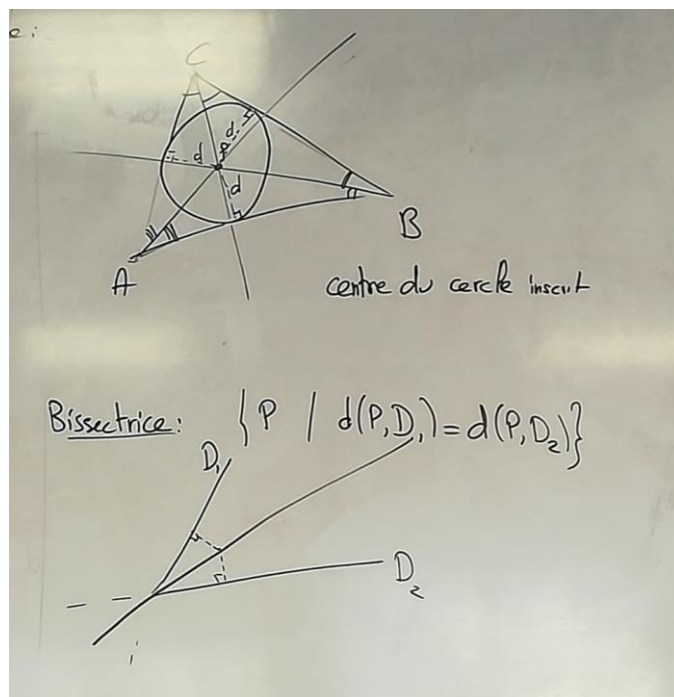 e:
C
d
d
d
B
A
centre du cercle inscrit
Bissectrice: {P / d(P,D₁)=d(P,D₂)}
D₁
D₂